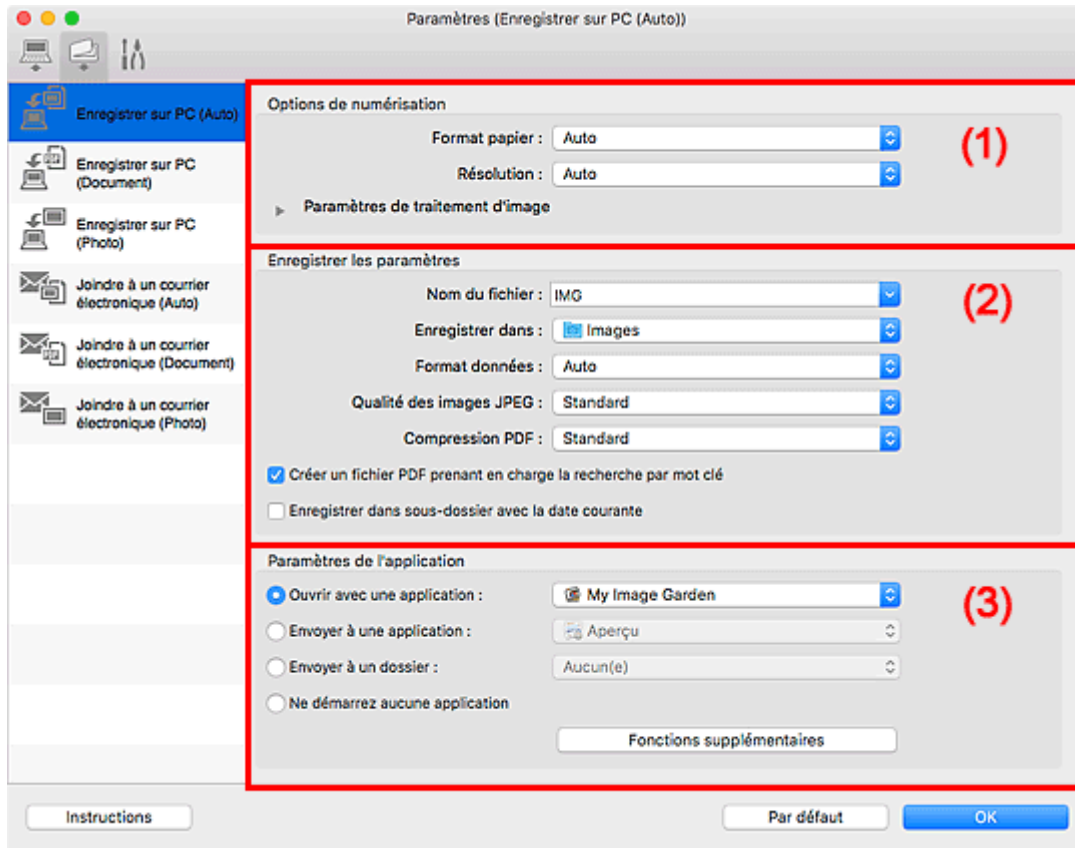 Paramètres (Enregistrer sur PC (Auto))
Enregistrer sur PC (Auto)
Enregistrer sur PC
(Document)
Enregistrer sur PC
(Photo)
Joindre à un courrier
électronique (Auto)
Joindre à un courrier
électronique (Document)
Joindre à un courrier
électronique (Photo)
Options de numérisation
(1)
Format papier : Auto
Résolution : Auto
Paramètres de traitement d'image
Enregistrer les paramètres
(2)
Nom du fichier : IMG
Enregistrer dans : Images
Format données : Auto
Qualité des images JPEG : Standard
Compression PDF : Standard
Créer un fichier PDF prenant en charge la recherche par mot clé
Enregistrer dans sous-dossier avec la date courante
Paramètres de l'application
(3)
Ouvrir avec une application : My Image Garden
Envoyer à une application : Aperçu
Envoyer à un dossier : Aucun(e)
Ne démarrez aucune application
Fonctions supplémentaires
Instructions
Par défaut
OK